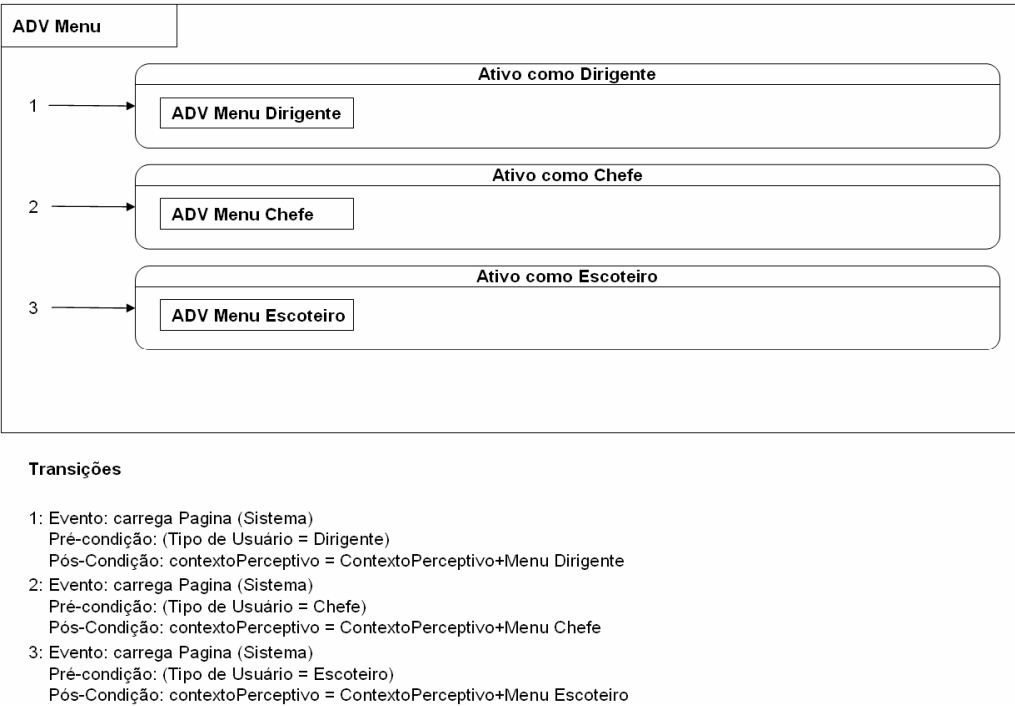 ADV Menu
Ativo como Dirigente
1
ADV Menu Dirigente
Ativo como Chefe
2
ADV Menu Chefe
Ativo como Escoteiro
3
ADV Menu Escoteiro
Transições
1: Evento: carrega Pagina (Sistema)
Pré-condição: (Tipo de Usuário = Dirigente)
Pós-Condição: contextoPerceptivo = ContextoPerceptivo+Menu Dirigente
2: Evento: carrega Pagina (Sistema)
Pré-condição: (Tipo de Usuário = Chefe)
Pós-Condição: contextoPerceptivo = ContextoPerceptivo+Menu Chefe
3: Evento: carrega Pagina (Sistema)
Pré-condição: (Tipo de Usuário = Escoteiro)
Pós-Condição: contextoPerceptivo = ContextoPerceptivo+Menu Escoteiro